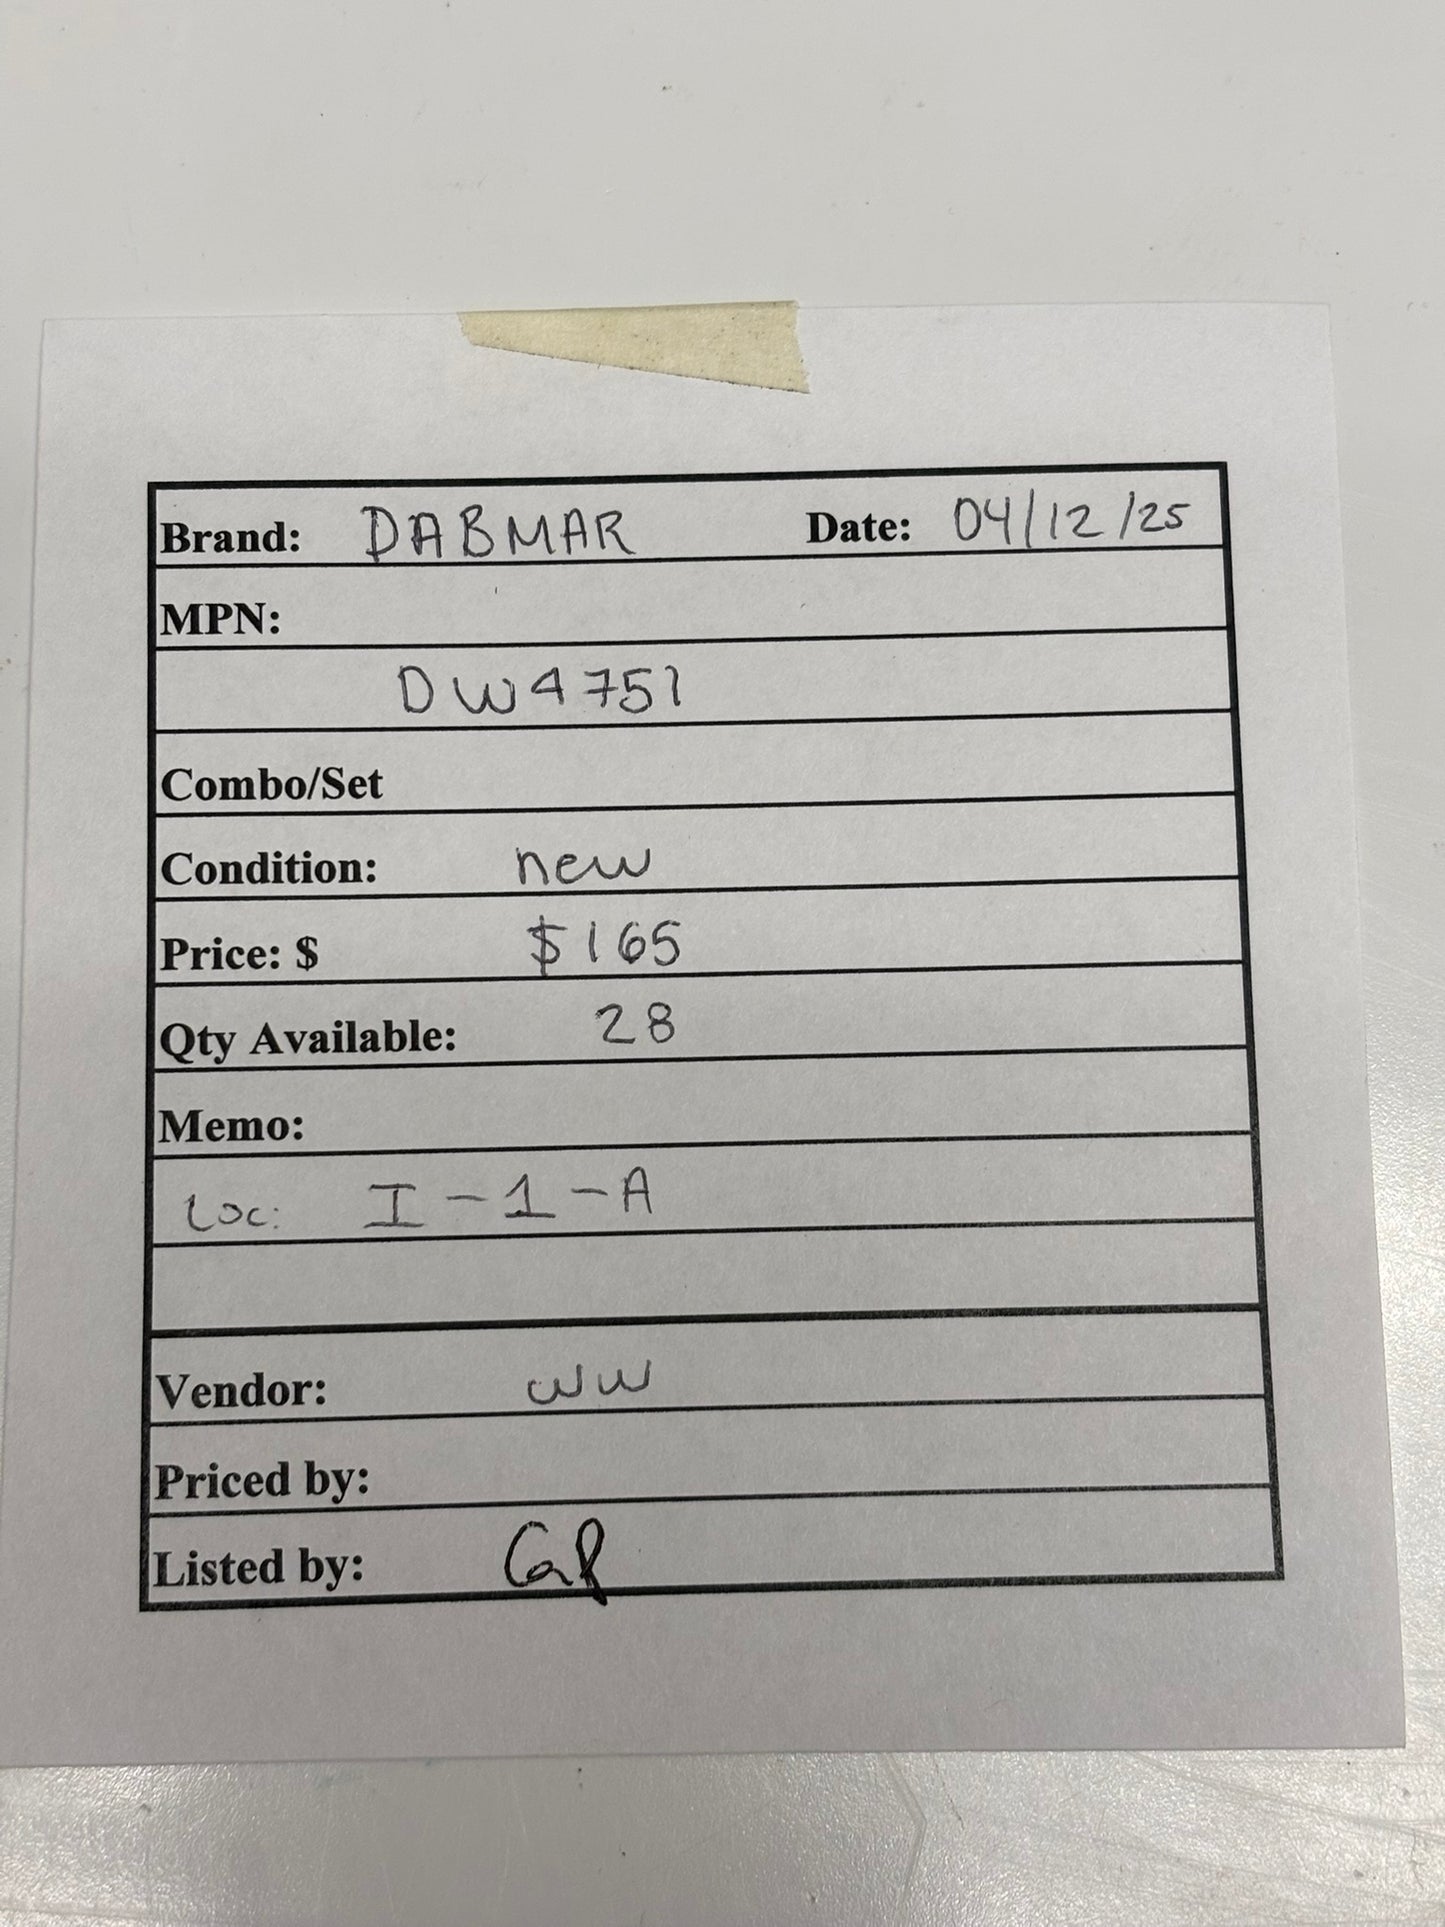 Brand: DABMAR Date: 04/12/25
MPN:
DW4751
Combo/Set
Condition: new
Price: $ $165
Qty Available: 28
Memo:
Loc: I-1-A
Vendor: WW
Priced by:
Listed by: